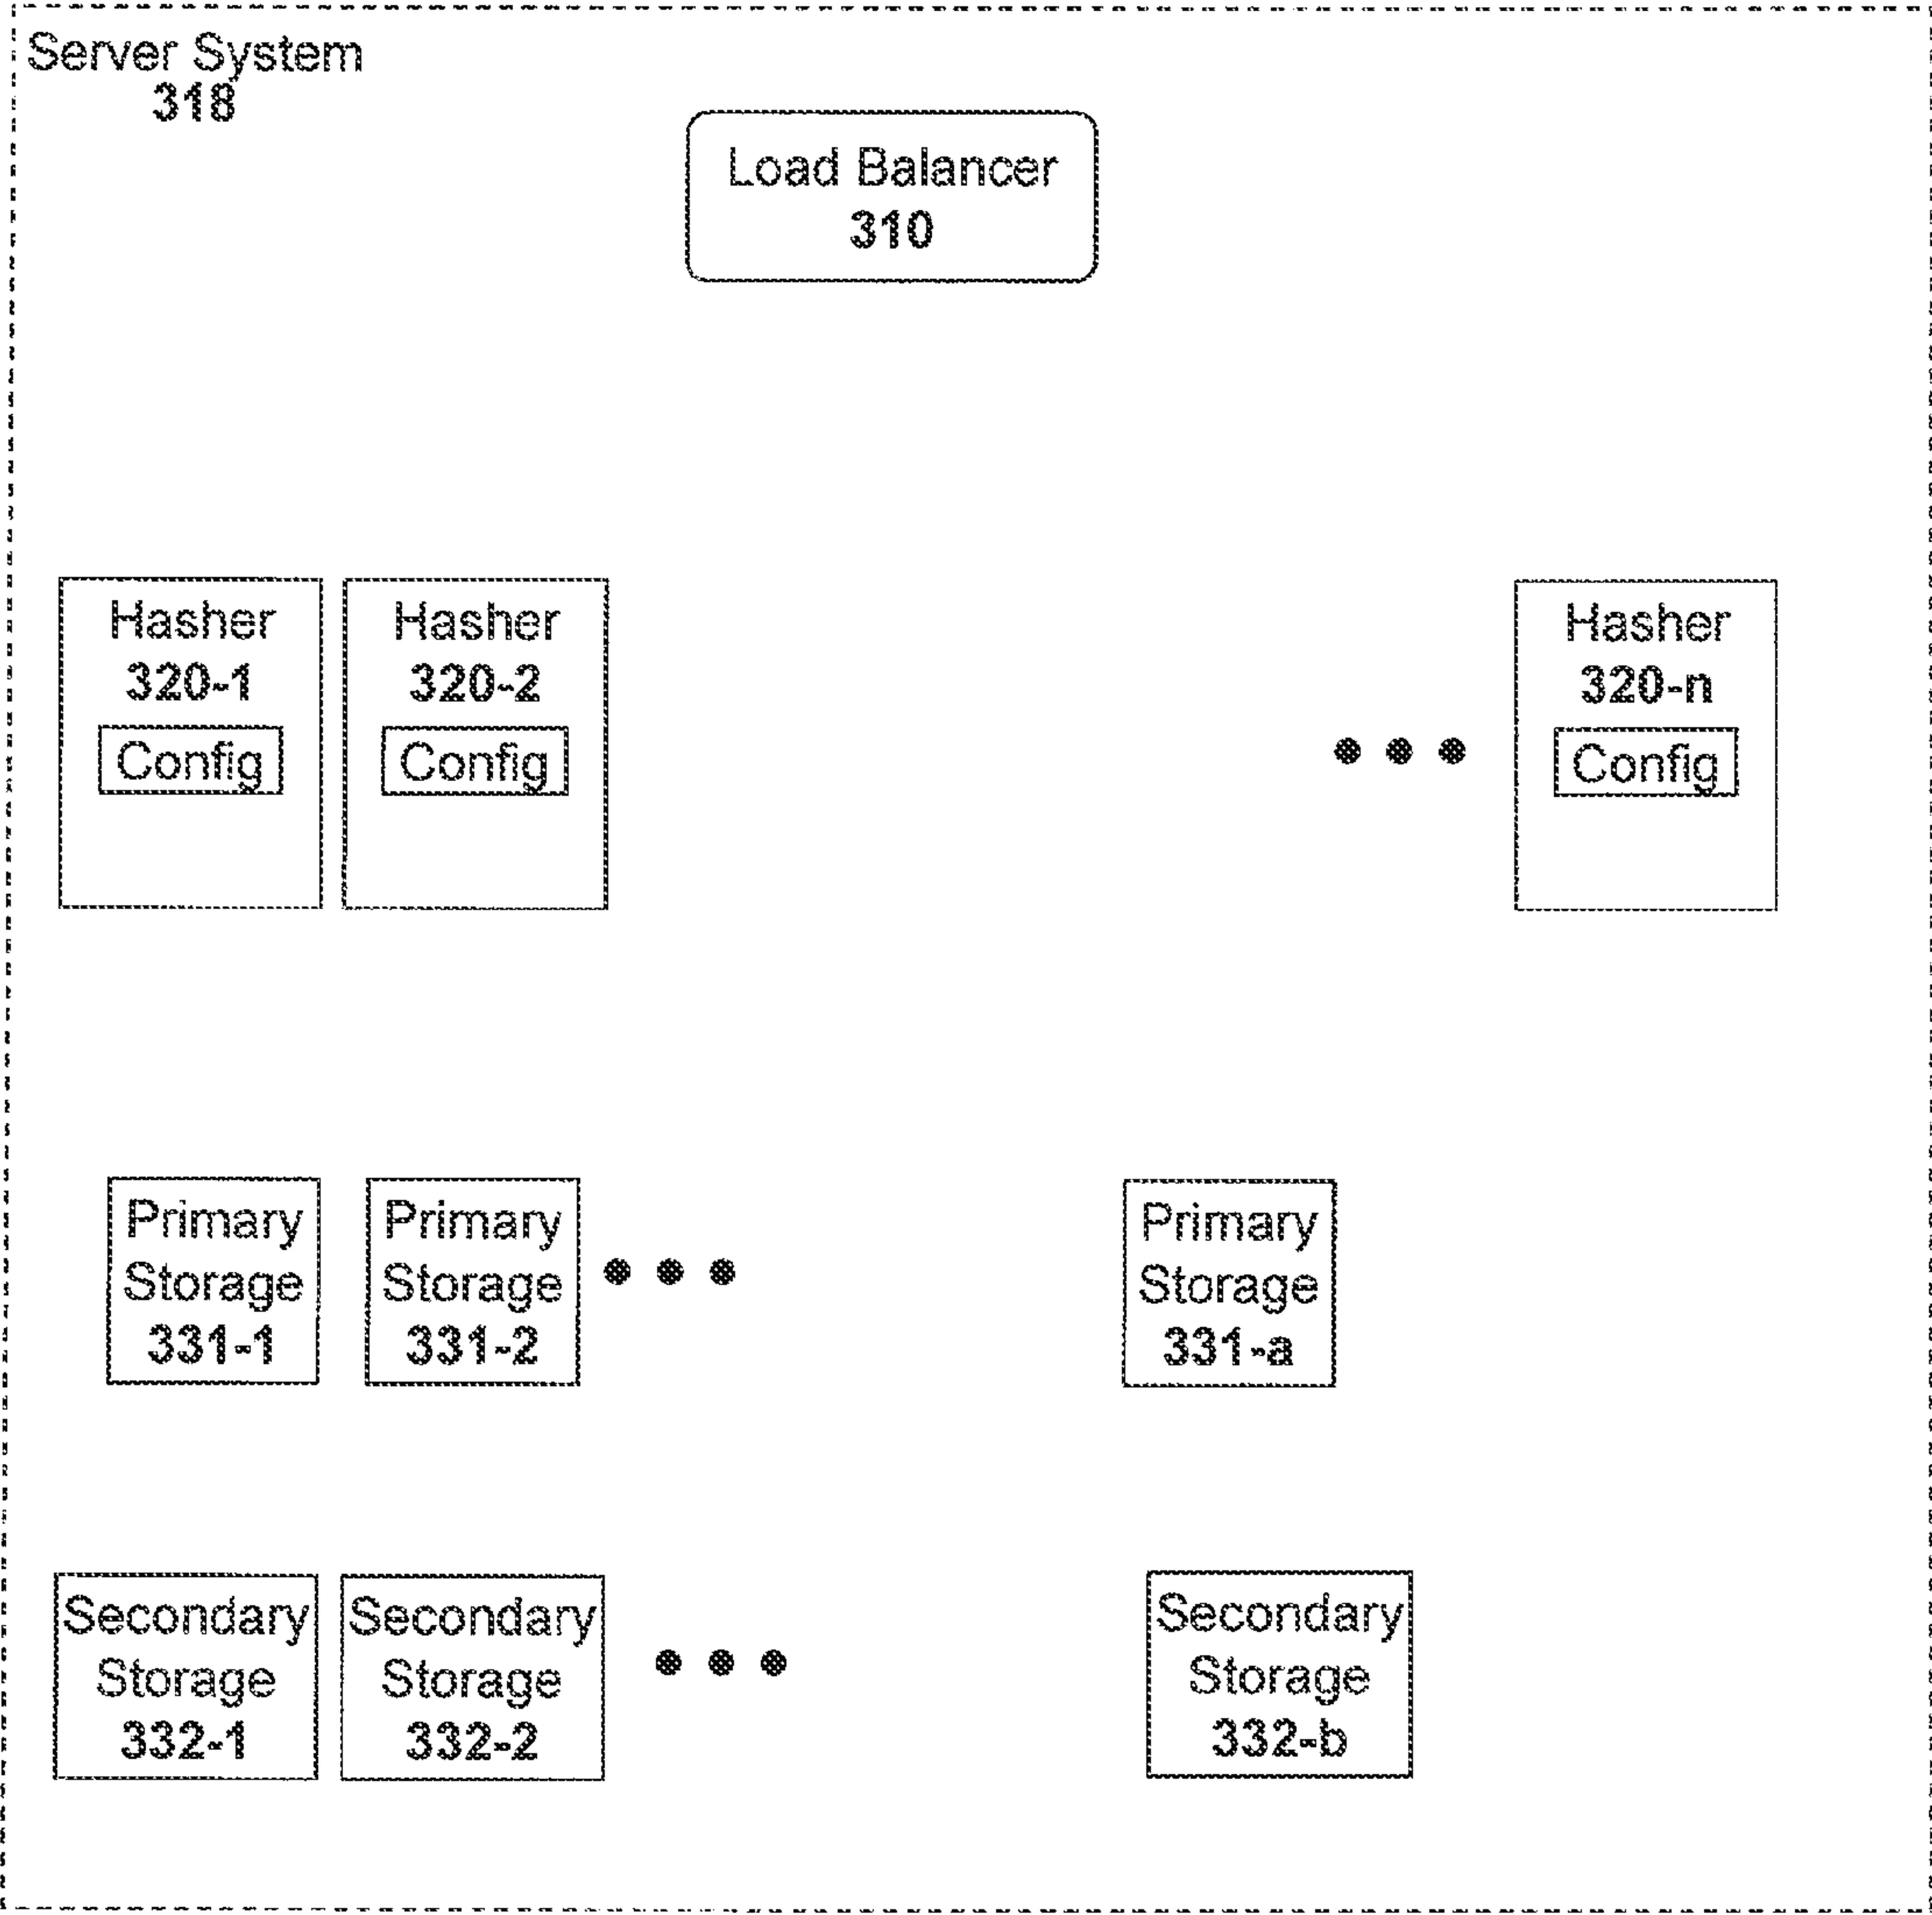 Server System
318
Load Balancer
310
Hasher
320-1
Config
Hasher
320-2
Config
Hasher
320-n
Config
Primary
Storage
331-1
Primary
Storage
331-2
Primary
Storage
331-a
Secondary
Storage
332-1
Secondary
Storage
332-2
Secondary
Storage
332-b